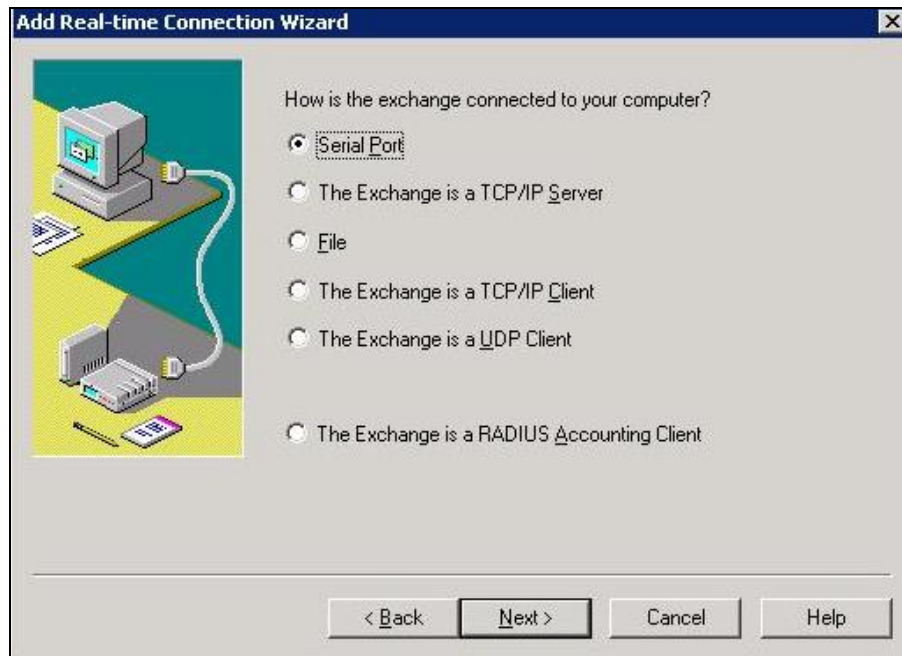 Add Real-time Connection Wizard
How is the exchange connected to your computer?
Serial Port
The Exchange is a TCP/IP Server
File
The Exchange is a TCP/IP Client
The Exchange is a UDP Client
The Exchange is a RADIUS Accounting Client
< Back
Next >
Cancel
Help